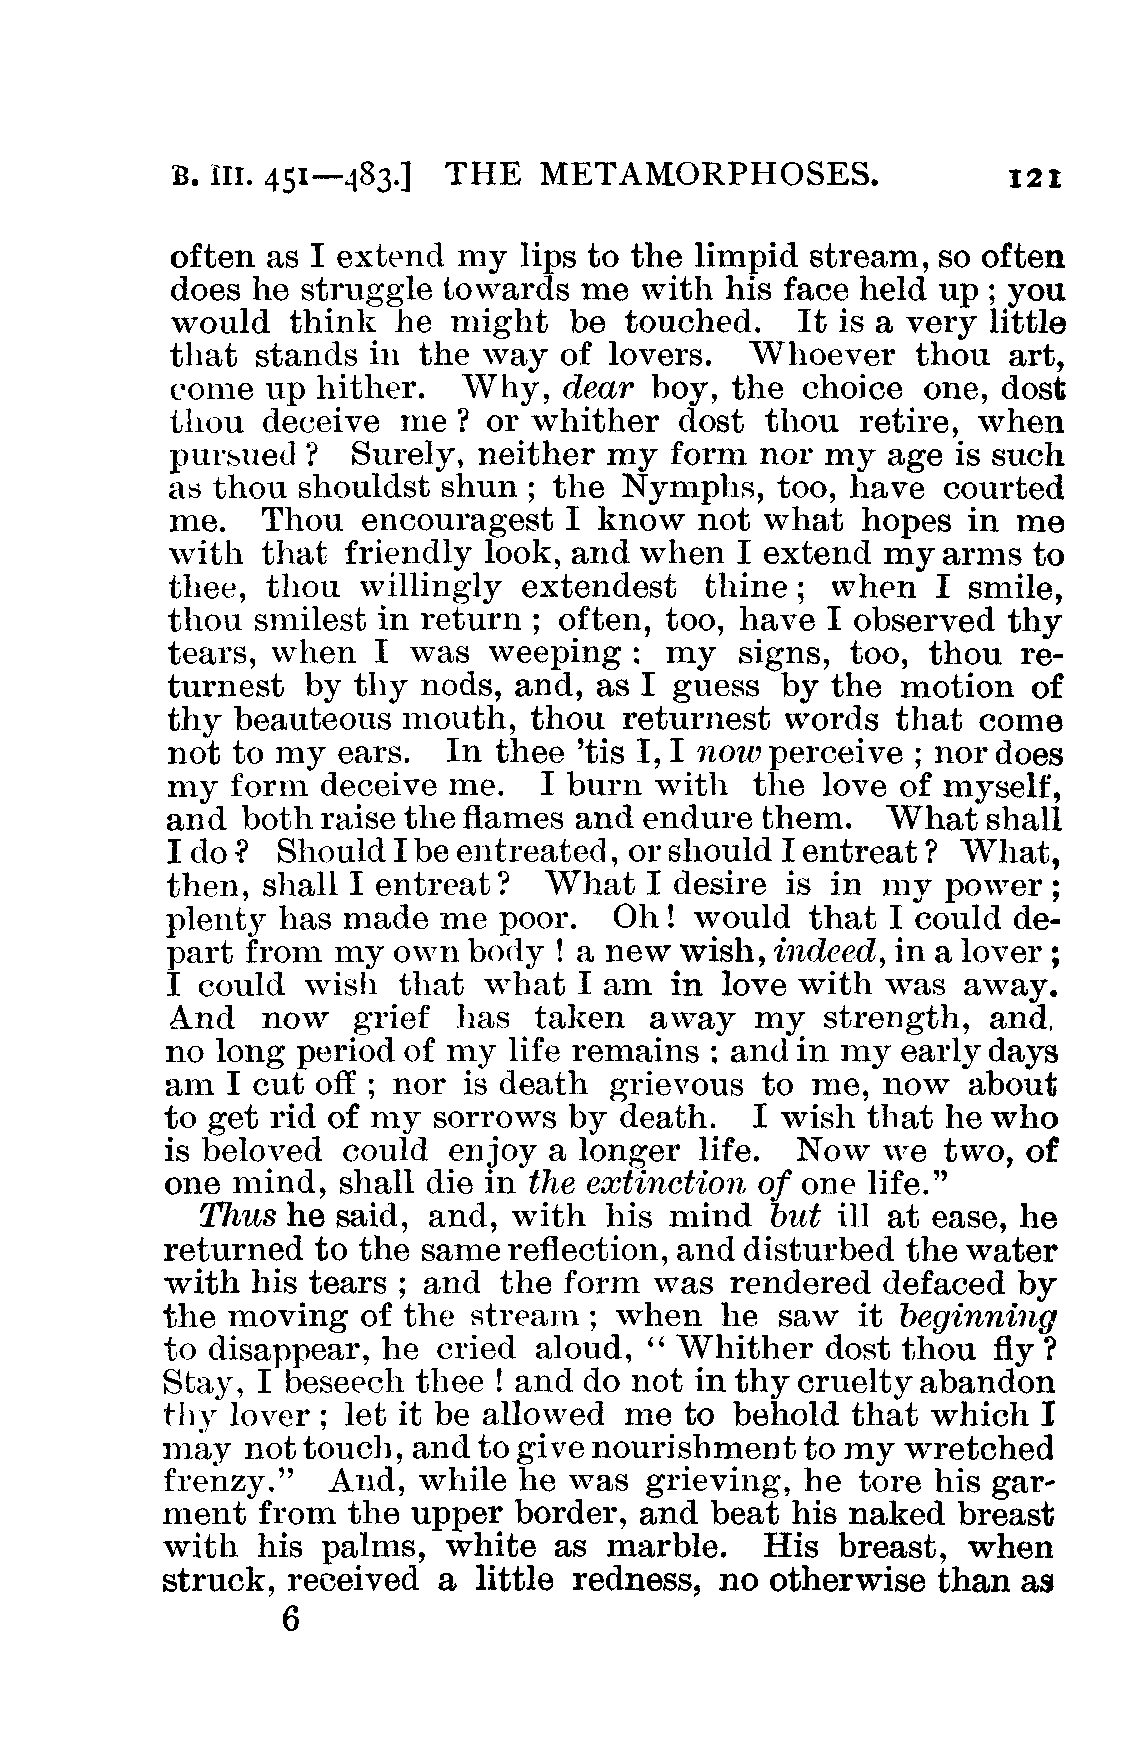 B. III. 451—483.] THE METAMORPHOSES. 121
often as I extend my lips to the limpid stream, so often
does he struggle towards me with his face held up ; you
would think he might be touched. It is a very little
that stands in the way of lovers. Whoever thou art,
come up hither. Why, dear boy, the choice one, dost
thou deceive me ? or whither dost thou retire, when
pursued ? Surely, neither my form nor my age is such
as thou shouldst shun ; the Nymphs, too, have courted
me. Thou encouragest I know not what hopes in me
with that friendly look, and when I extend my arms to
thee, thou willingly extendest thine ; when I smile,
thou smilest in return ; often, too, have I observed thy
tears, when I was weeping : my signs, too, thou re-
turnest by thy nods, and, as I guess by the motion of
thy beauteous mouth, thou returnest words that come
not to my ears. In thee 'tis I, I now perceive ; nor does
my form deceive me. I burn with the love of myself,
and both raise the flames and endure them. What shall
I do ? Should I be entreated, or should I entreat ? What,
then, shall I entreat ? What I desire is in my power ;
plenty has made me poor. Oh ! would that I could de-
part from my own body ! a new wish, indeed, in a lover ;
I could wish that what I am in love with was away.
And now grief has taken away my strength, and,
no long period of my life remains ; and in my early days
am I cut off ; nor is death grievous to me, now about
to get rid of my sorrows by death. I wish that he who
is beloved could enjoy a longer life. Now we two, of
one mind, shall die in the extinction of one life."
Thus he said, and, with his mind but ill at ease, he
returned to the same reflection, and disturbed the water
with his tears ; and the form was rendered defaced by
the moving of the stream ; when he saw it beginning
to disappear, he cried aloud, " Whither dost thou fly ?
Stay, I beseech thee ! and do not in thy cruelty abandon
thy lover ; let it be allowed me to behold that which I
may not touch, and to give nourishment to my wretched
frenzy." And, while he was grieving, he tore his gar-
ment from the upper border, and beat his naked breast
with his palms, white as marble. His breast, when
struck, received a little redness, no otherwise than as
6